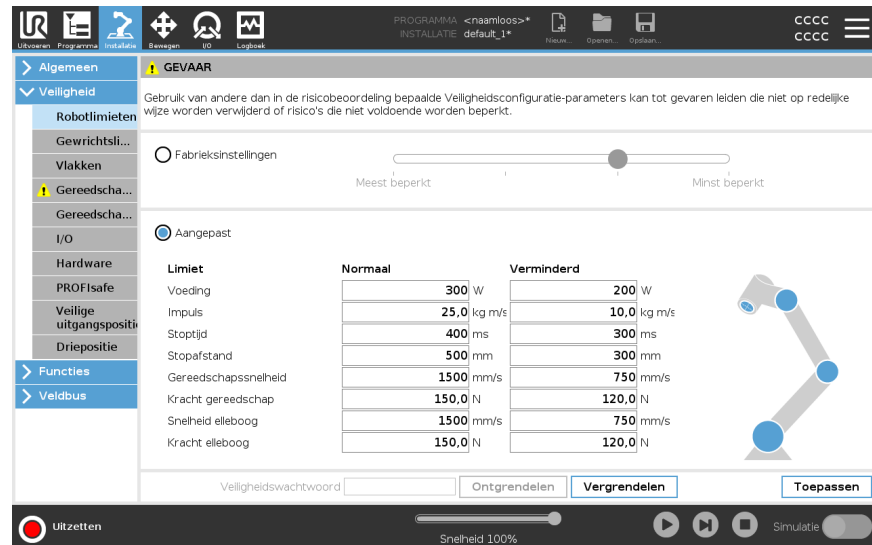 UR
Uitvoeren Programma Installatie Bewegen I/O Logboek
PROGRAMMA <naamloos>*
INSTALLATIE default_1*
Nieuw... Openen... Opslaan...
cccc
cccc
Algemeen
Veiligheid
Robotlimieten
Gewrichtsli...
Vlakken
Gereedscha...
Gereedscha...
I/O
Hardware
PROFIsafe
Veilige
uitgangspositi
Driepositie
Functies
Veldbus
GEVAAR
Gebruik van andere dan in de risicobeoordeling bepaalde Veiligheidsconfiguratie-parameters kan tot gevaren leiden die niet op redelijke
wijze worden verwijderd of risico's die niet voldoende worden beperkt.
Fabrieksinstellingen
Meest beperkt Minst beperkt
Aangepast
Limiet Normaal Verminderd
Voeding 300 W 200 W
Impuls 25,0 kg m/s 10,0 kg m/s
Stoptijd 400 ms 300 ms
Stopafstand 500 mm 300 mm
Gereedschapssnelheid 1500 mm/s 750 mm/s
Kracht gereedschap 150,0 N 120,0 N
Snelheid elleboog 1500 mm/s 750 mm/s
Kracht elleboog 150,0 N 120,0 N
Veiligheidswachtwoord Ontgrendelen Vergrendelen Toepassen
Uitzetten
Snelheid 100%
Simulatie